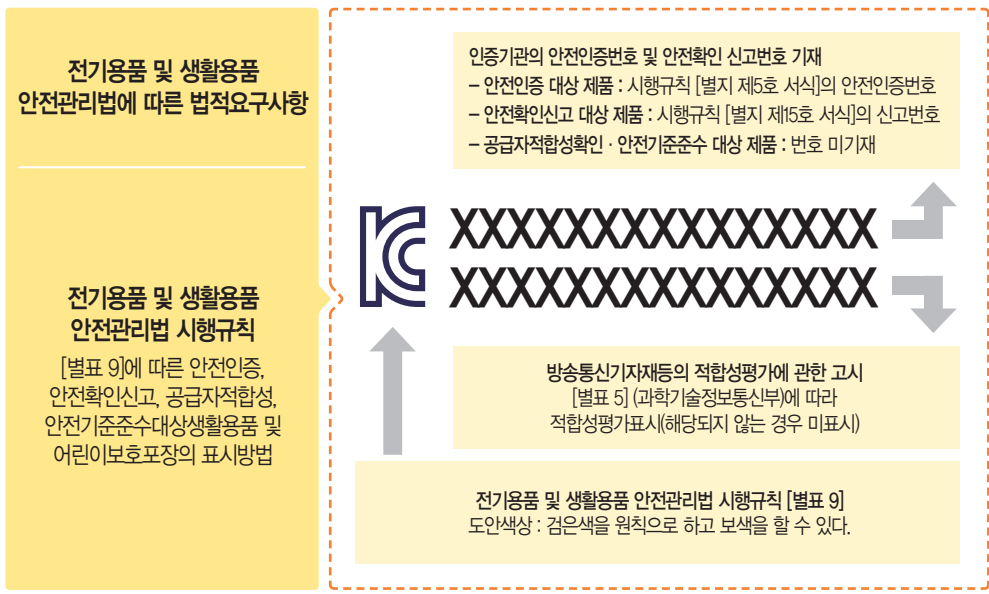 전기용품 및 생활용품
안전관리법에 따른 법적요구사항
전기용품 및 생활용품
안전관리법 시행규칙
[별표 9]에 따른 안전인증,
안전확인신고, 공급자적합성,
안전기준준수대상생활용품 및
어린이보호포장의 표시방법
인증기관의 안전인증번호 및 안전확인 신고번호 기재
– 안전인증 대상 제품 : 시행규칙 [별지 제5호 서식]의 안전인증번호
– 안전확인신고 대상 제품 : 시행규칙 [별지 제15호 서식]의 신고번호
– 공급자적합성확인 · 안전기준준수 대상 제품 : 번호 미기재
KC
XXXXXXXXXXXXXXX
XXXXXXXXXXXXXXX
방송통신기자재등의 적합성평가에 관한 고시
[별표 5] (과학기술정보통신부)에 따라
적합성평가표시(해당되지 않는 경우 미표시)
전기용품 및 생활용품 안전관리법 시행규칙 [별표 9]
도안색상 : 검은색을 원칙으로 하고 보색을 할 수 있다.